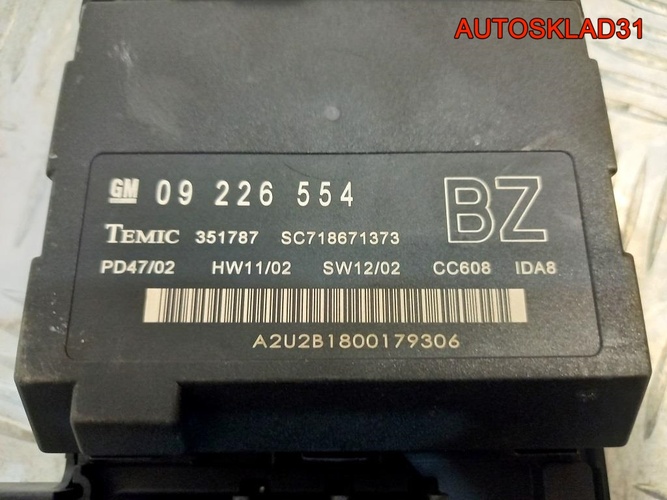 AUTOSKLAD31
GM 09 226 554 BZ
TEMIC 351787 SC718671373
PD47/02 HW11/02 SW12/02 CC608 IDA8
A2U2B1800179306